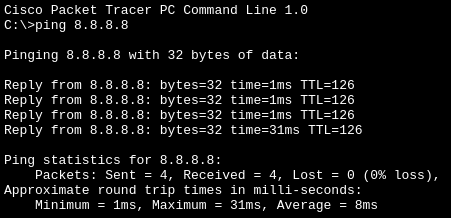 Cisco Packet Tracer PC Command Line 1.0
C:\>ping 8.8.8.8

Pinging 8.8.8.8 with 32 bytes of data:

Reply from 8.8.8.8: bytes=32 time=1ms TTL=126
Reply from 8.8.8.8: bytes=32 time=1ms TTL=126
Reply from 8.8.8.8: bytes=32 time=1ms TTL=126
Reply from 8.8.8.8: bytes=32 time=31ms TTL=126

Ping statistics for 8.8.8.8:
    Packets: Sent = 4, Received = 4, Lost = 0 (0% loss),
Approximate round trip times in milli-seconds:
    Minimum = 1ms, Maximum = 31ms, Average = 8ms